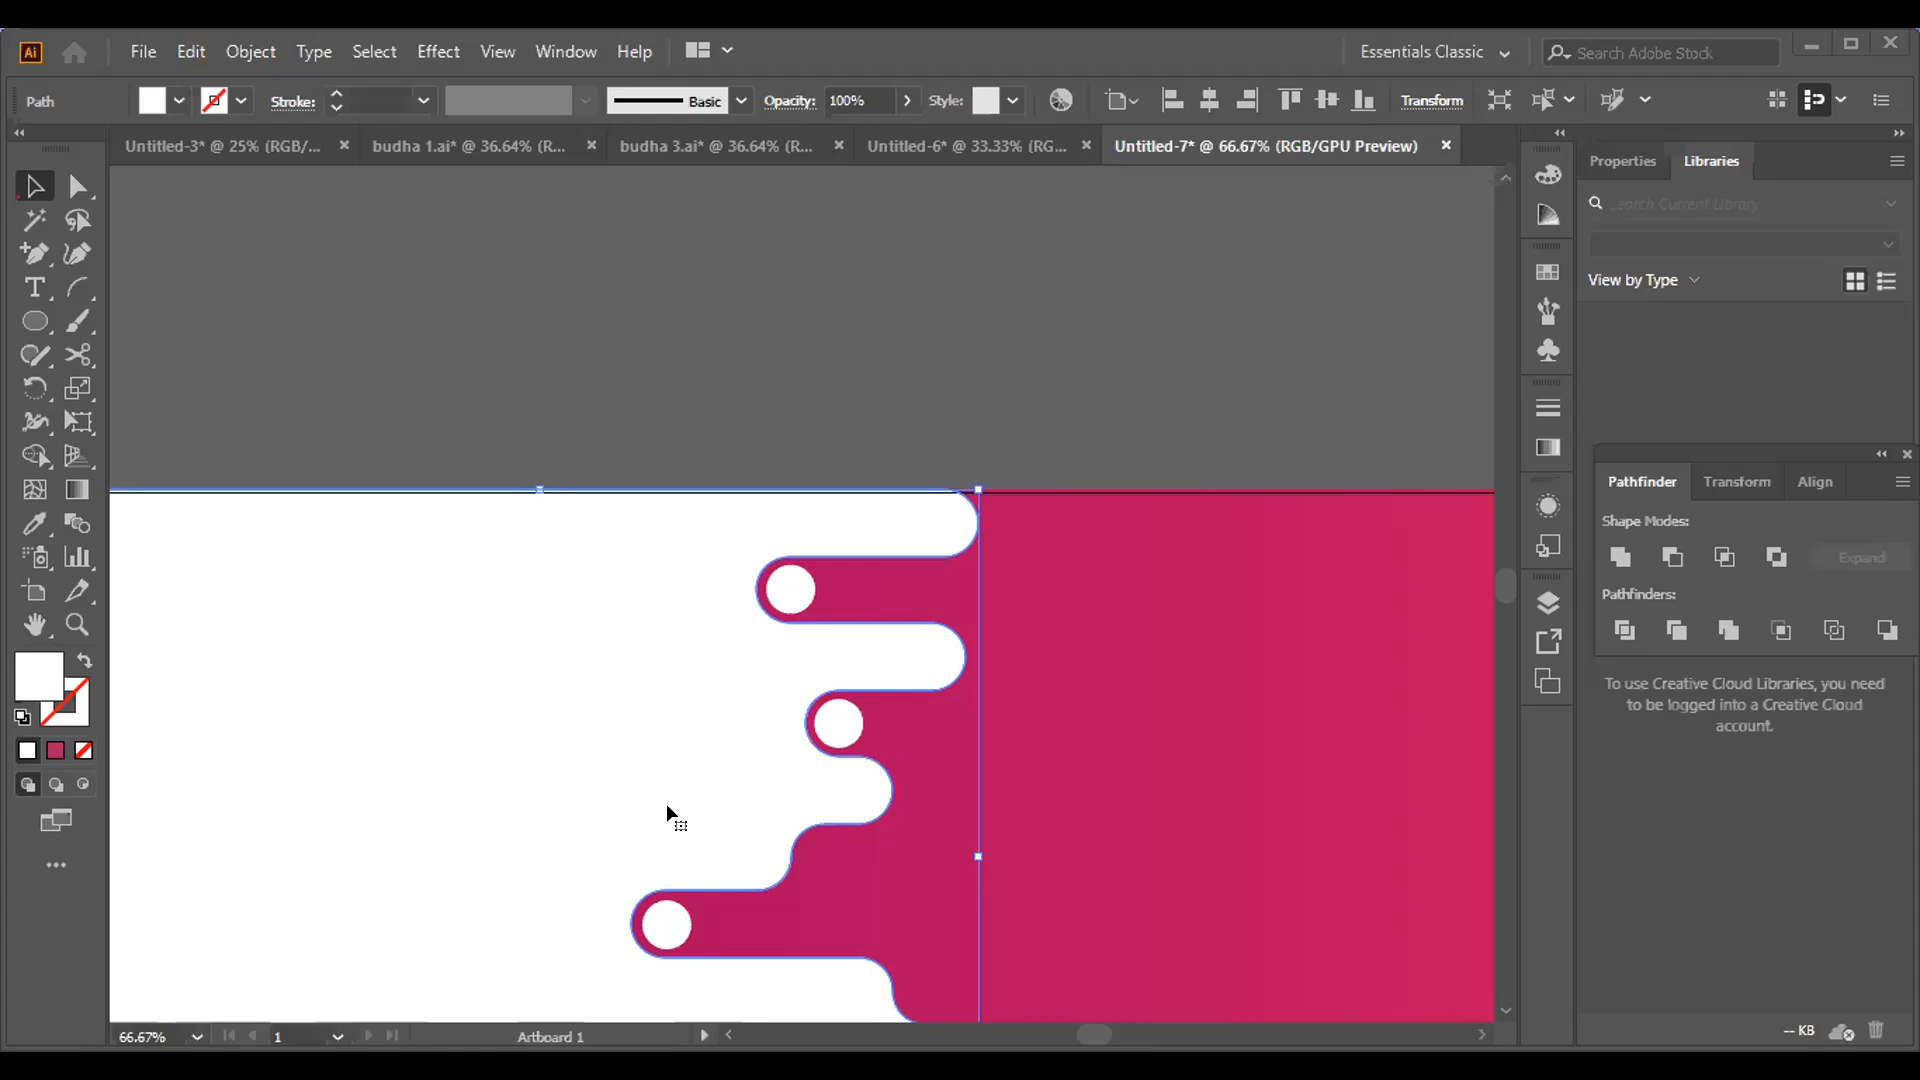 Ai File Edit Object Type Select Effect View Window Help Essentials Classic Search Adobe Stock
Path Stroke: Basic Opacity: 100% Style: Transform
Untitled-3* @ 25% (RGB/... budha 1.ai* @ 36.64% (R... budha 3.ai* @ 36.64% (R... Untitled-6* @ 33.33% (RG... Untitled-7* @ 66.67% (RGB/GPU Preview)
Properties Libraries
Search Current Library
View by Type
Pathfinder Transform Align
Shape Modes:
Expand
Pathfinders:
To use Creative Cloud Libraries, you need
to be logged into a Creative Cloud
account.
66.67% 1 Artboard 1 -- KB